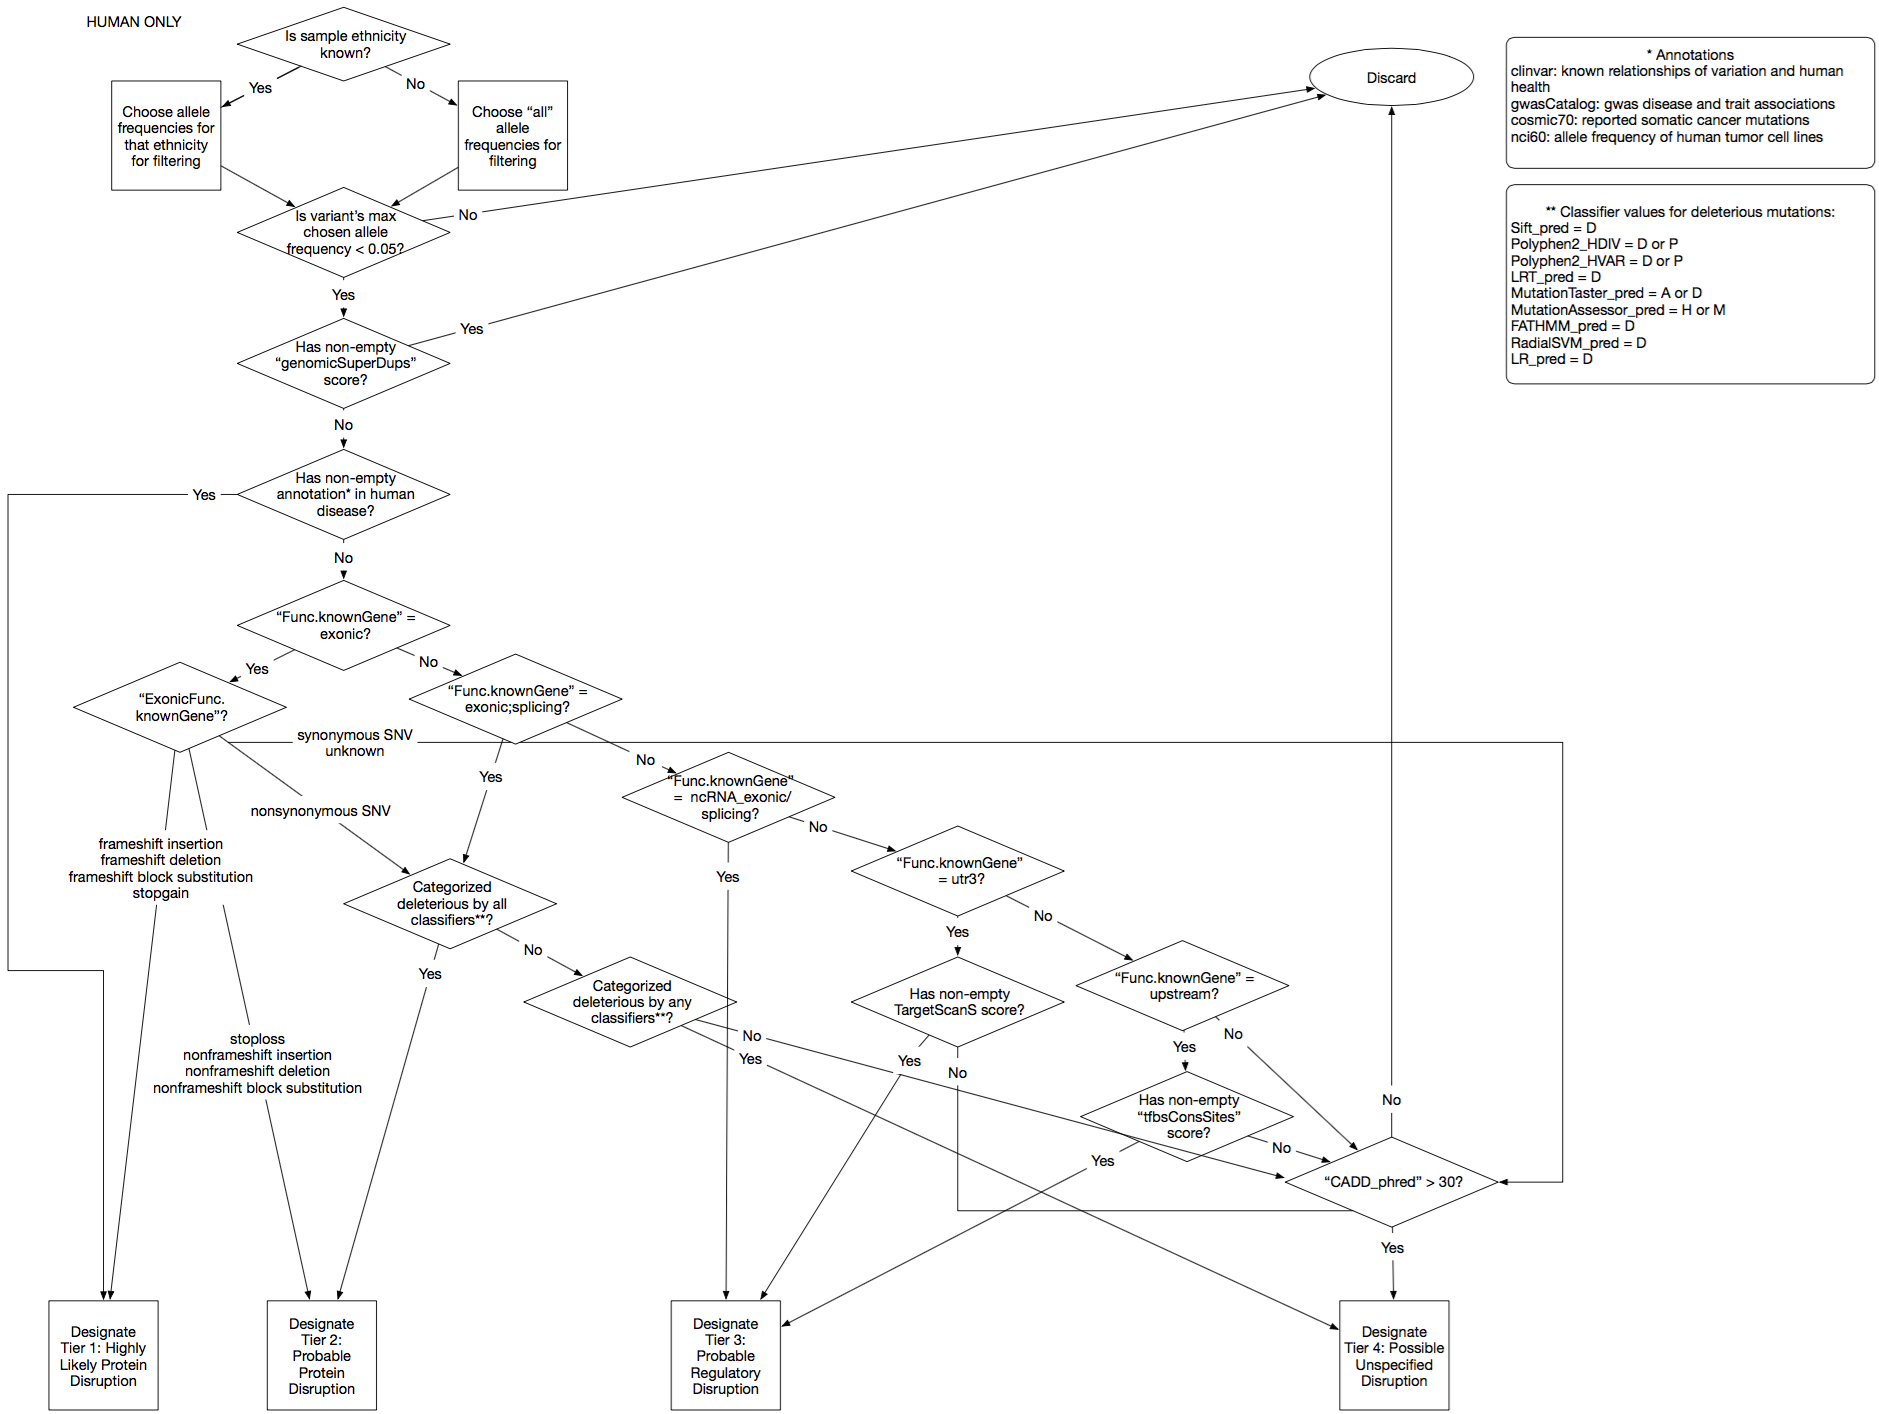 HUMAN ONLY
Is sample ethnicity
known?
Yes
No
Choose allele
frequencies for
that ethnicity
for filtering
Choose “all”
allele
frequencies for
filtering
Is variant's max
chosen allele
frequency < 0.05?
No
Yes
Discard
* Annotations
clinvar: known relationships of variation and human
health
gwasCatalog: gwas disease and trait associations
cosmic70: reported somatic cancer mutations
nci60: allele frequency of human tumor cell lines
** Classifier values for deleterious mutations:
Sift_pred = D
Polyphen2_HDIV = D or P
Polyphen2_HVAR = D or P
LRT_pred = D
MutationTaster_pred = A or D
MutationAssessor_pred = H or M
FATHMM_pred = D
RadialSVM_pred = D
LR_pred = D
Has non-empty
“genomicSuperDups”
score?
Yes
No
Has non-empty
annotation* in human
disease?
Yes
No
“Func.knownGene” =
exonic?
Yes
No
“ExonicFunc.
knownGene”?
“Func.knownGene” =
exonic;splicing?
synonymous SNV
unknown
nonsynonymous SNV
frameshift insertion
frameshift deletion
frameshift block substitution
stopgain
stoploss
nonframeshift insertion
nonframeshift deletion
nonframeshift block substitution
Yes
No
“Func.knownGene”
= ncRNA_exonic/
splicing?
Yes
No
Categorized
deleterious by all
classifiers**?
Yes
No
Categorized
deleterious by any
classifiers**?
No
Yes
“Func.knownGene”
= utr3?
Yes
No
Has non-empty
TargetScanS score?
Yes
No
“Func.knownGene” =
upstream?
Yes
No
Has non-empty
“tfbsConsSites”
score?
Yes
No
“CADD_phred” > 30?
No
Yes
Designate
Tier 1: Highly
Likely Protein
Disruption
Designate
Tier 2:
Probable
Protein
Disruption
Designate
Tier 3:
Probable
Regulatory
Disruption
Designate
Tier 4: Possible
Unspecified
Disruption